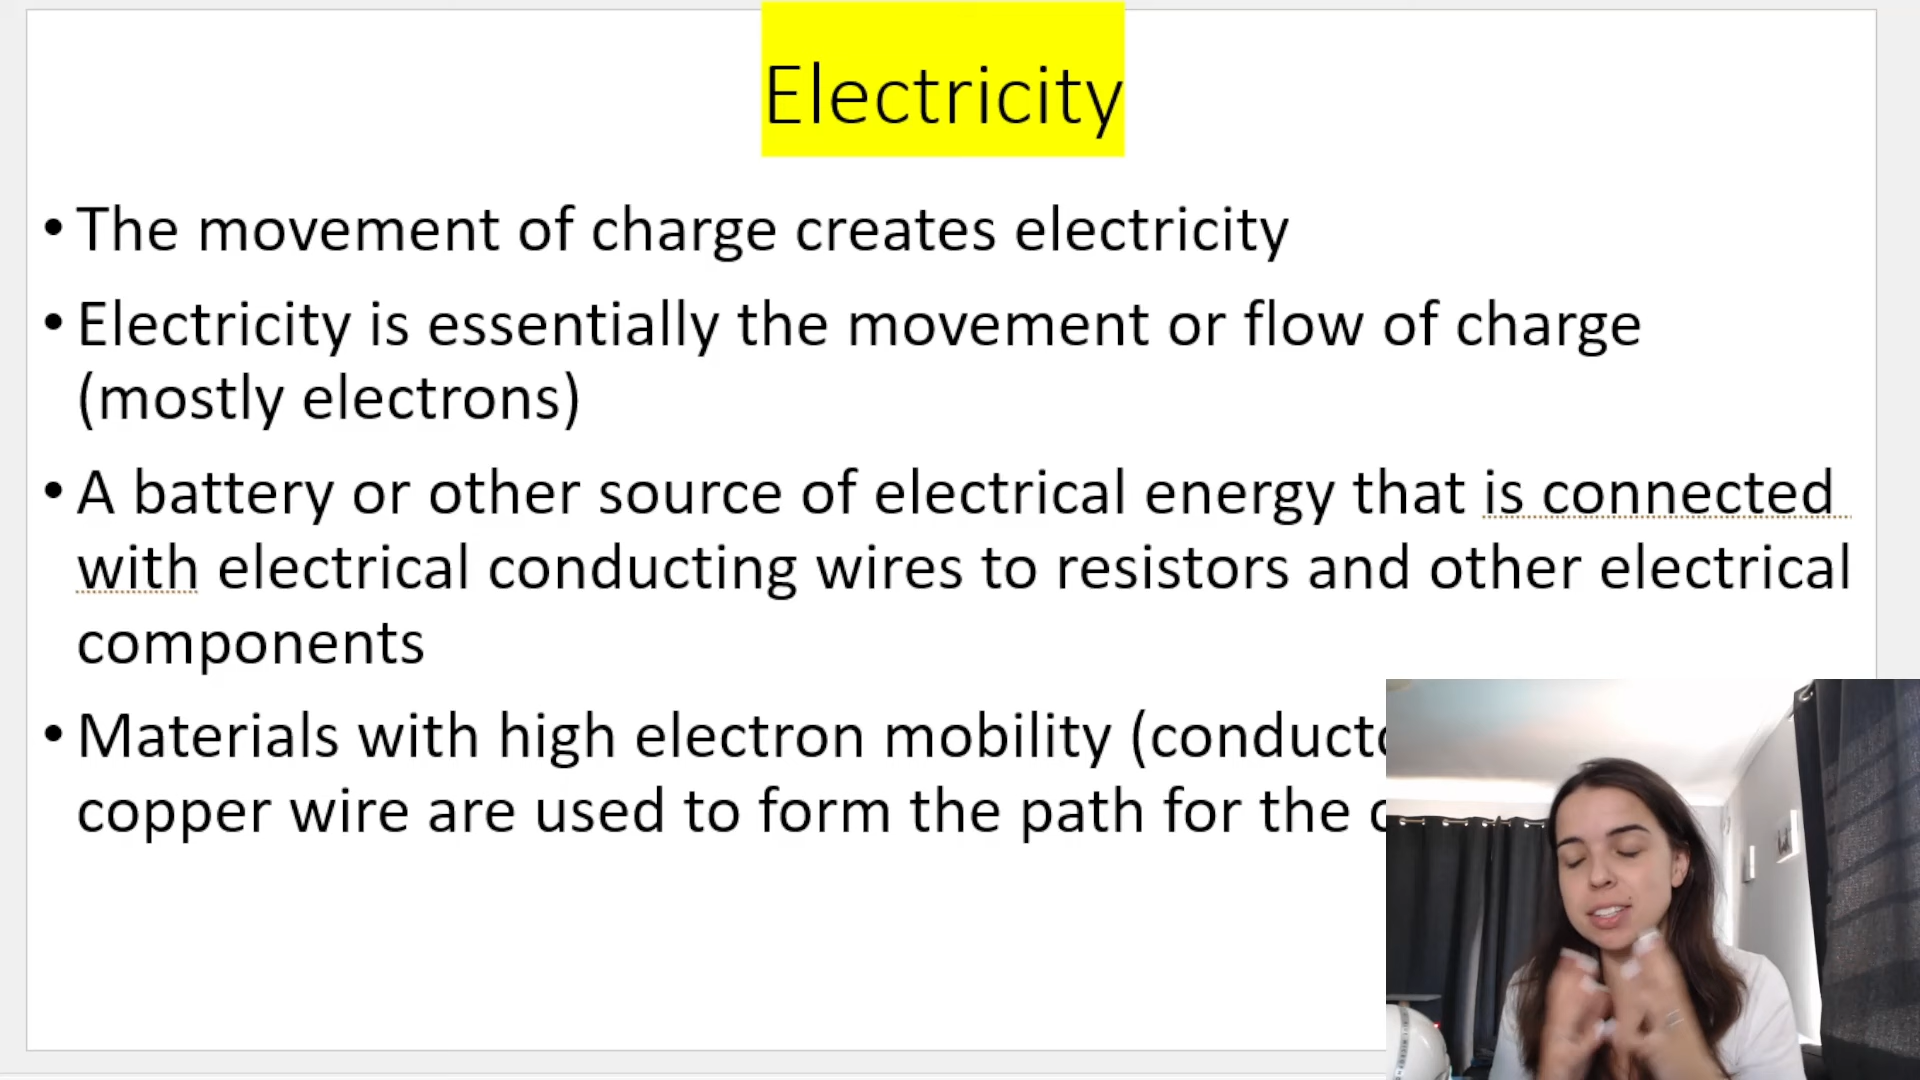 Electricity
• The movement of charge creates electricity
• Electricity is essentially the movement or flow of charge
(mostly electrons)
• A battery or other source of electrical energy that is connected
with electrical conducting wires to resistors and other electrical
components
• Materials with high electron mobility
copper wire are used to form the path for the